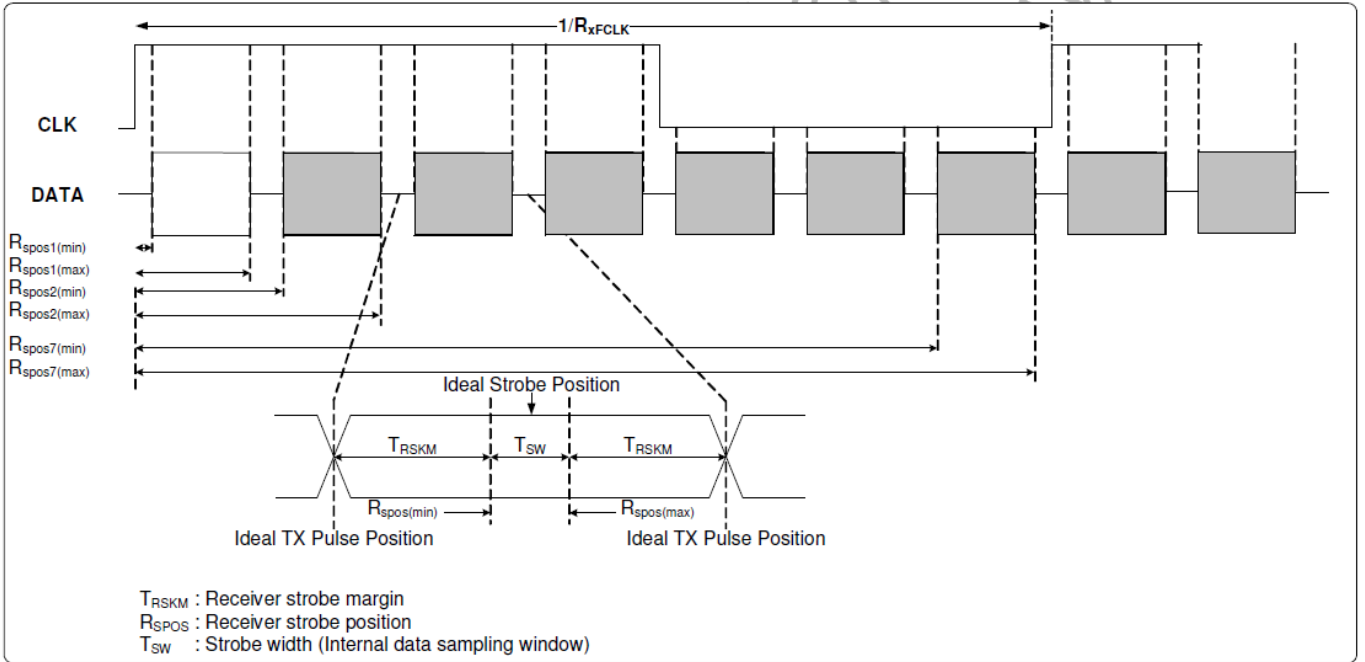 1/RxFCLK
CLK
DATA
Rspos1(min)
Rspos1(max)
Rspos2(min)
Rspos2(max)
Rspos7(min)
Rspos7(max)
Ideal Strobe Position
TRSKM TSW TRSKM
Rspos(min) Rspos(max)
Ideal TX Pulse Position Ideal TX Pulse Position
TRSKM : Receiver strobe margin
RSPOS : Receiver strobe position
TSW : Strobe width (Internal data sampling window)